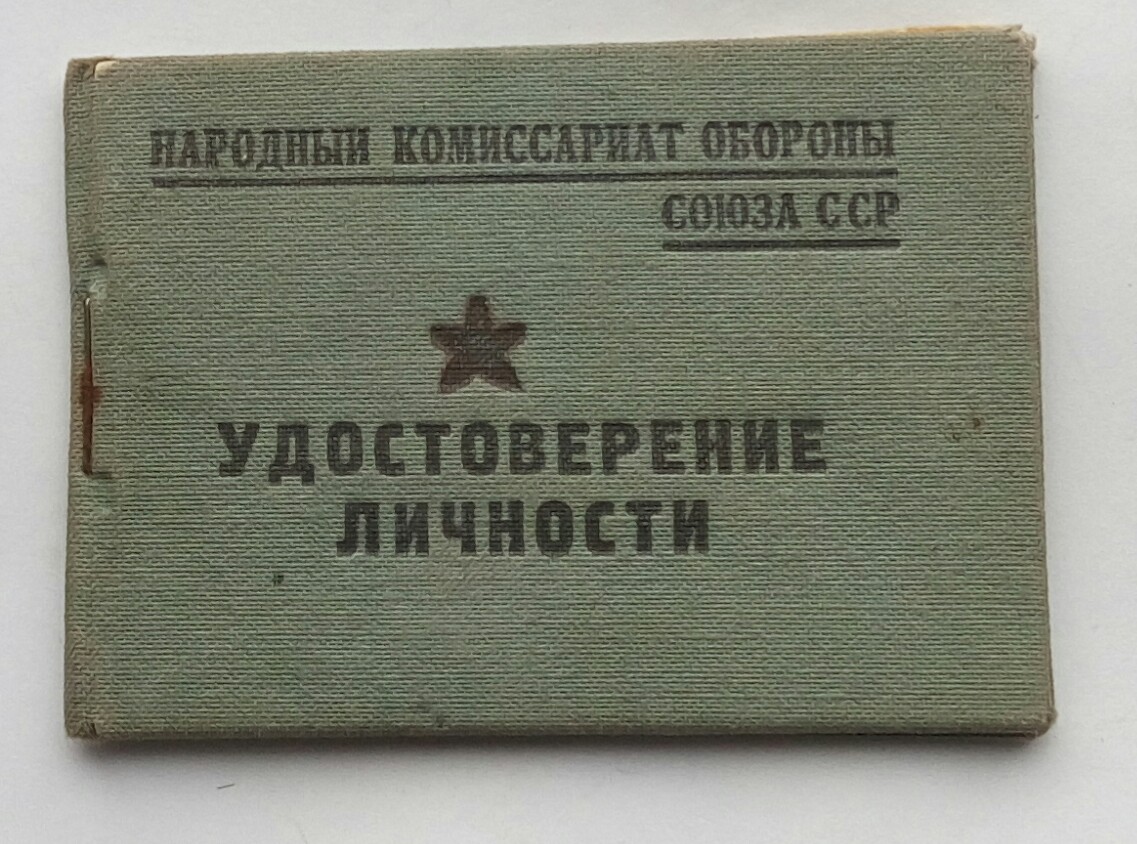 НАРОДНЫЙ КОМИССАРИАТ ОБОРОНЫ
СОЮЗА ССР
УДОСТОВЕРЕНИЕ
ЛИЧНОСТИ